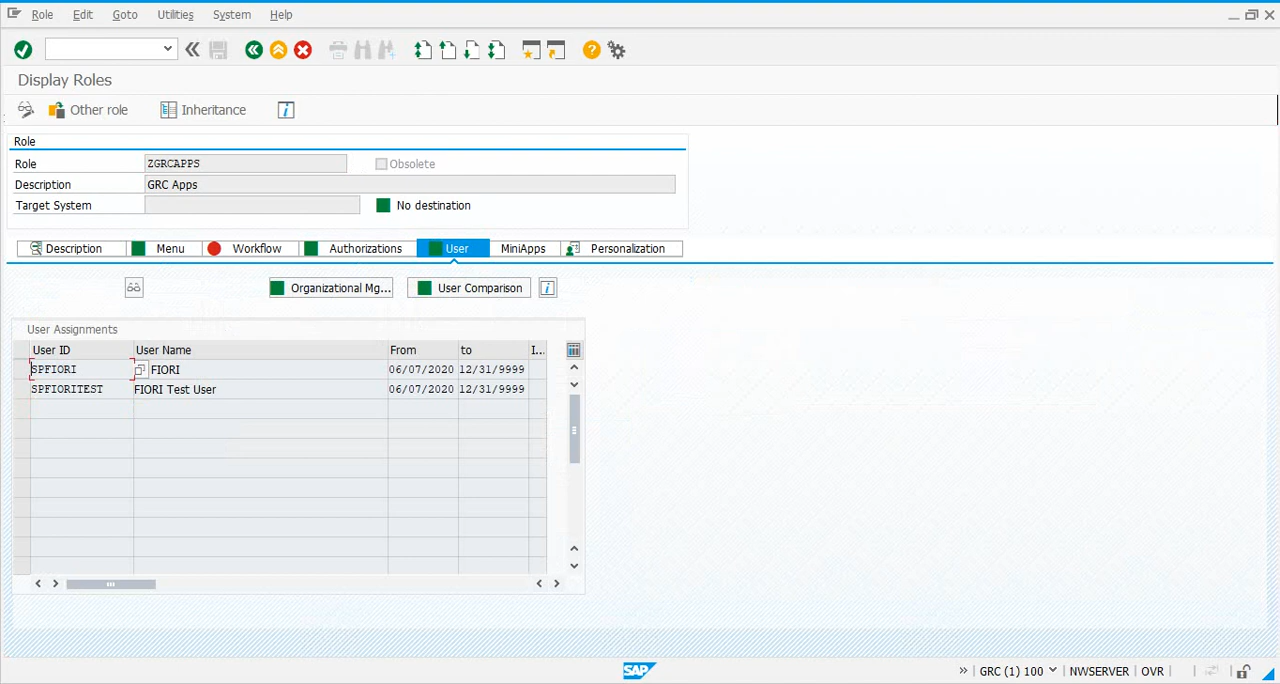 Role Edit Goto Utilities System Help
Display Roles
Other role Inheritance
Role
Role ZGRCAPPS Obsolete
Description GRC Apps
Target System No destination
Description Menu Workflow Authorizations User MiniApps Personalization
Organizational Mg... User Comparison
User Assignments
User ID User Name From to I...
SPFIORI FIORI 06/07/2020 12/31/9999
SPFIORITEST FIORI Test User 06/07/2020 12/31/9999
SAP GRC (1) 100 NWSERVER OVR